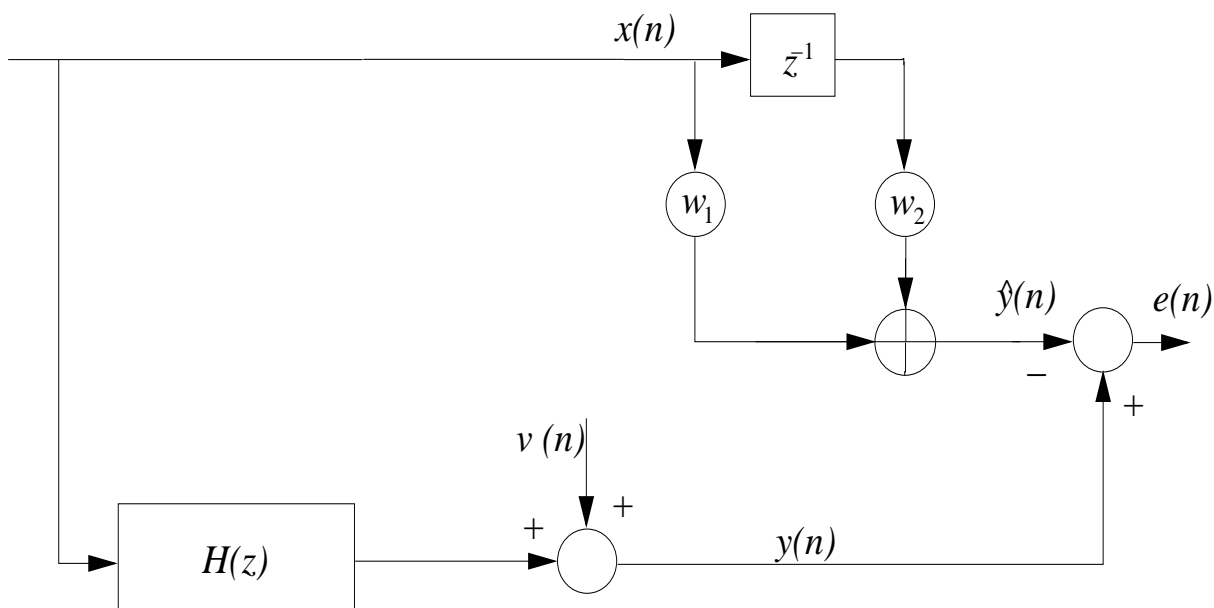 x(n)
z⁻¹
w₁
w₂
ŷ(n)
e(n)
−
+
v (n)
+
+
y(n)
H(z)